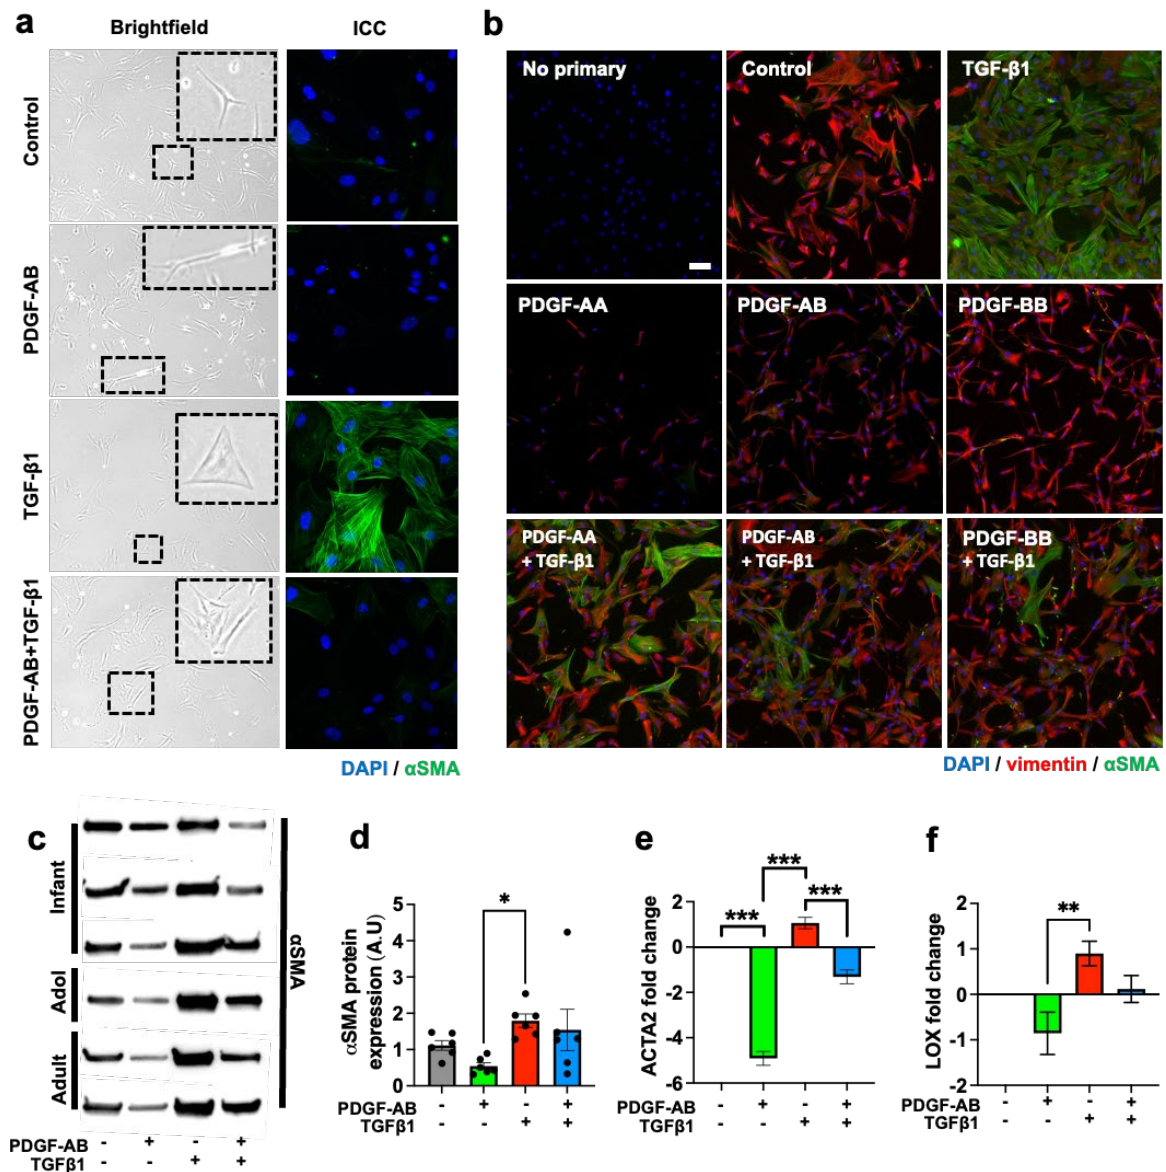 a
Brightfield
ICC
Control
PDGF-AB
TGF-β1
PDGF-AB+TGF-β1
DAPI / αSMA
b
No primary
Control
TGF-β1
PDGF-AA
PDGF-AB
PDGF-BB
PDGF-AA
+ TGF-β1
PDGF-AB
+ TGF-β1
PDGF-BB
+ TGF-β1
DAPI / vimentin / αSMA
c
Infant
Adol
Adult
αSMA
PDGF-AB - + - +
TGFβ1 - - + +
d
αSMA protein
expression (A.U)
5
4
3
2
1
0
*
PDGF-AB - + - +
TGFβ1 - - + +
e
ACTA2 fold change
2
0
-2
-4
-6
***
***
***
PDGF-AB - + - +
TGFβ1 - - + +
f
LOX fold change
2
1
0
-1
-2
**
PDGF-AB - + - +
TGFβ1 - - + +